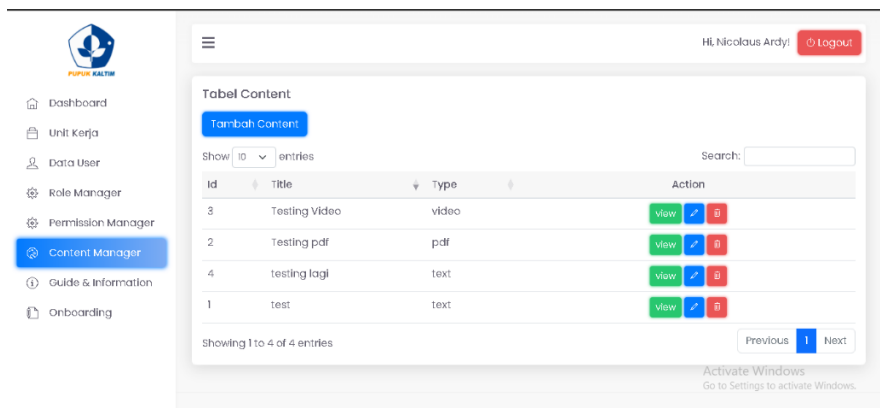 PUPUK KALTIM
Dashboard
Unit Kerja
Data User
Role Manager
Permission Manager
Content Manager
Guide & Information
Onboarding
Hi, Nicolaus Ardy! Logout
Tabel Content
Tambah Content
Show 10 entries Search:
Id Title Type Action
3 Testing Video video view
2 Testing pdf pdf view
4 testing lagi text view
1 test text view
Showing 1 to 4 of 4 entries Previous 1 Next
Activate Windows
Go to Settings to activate Windows.